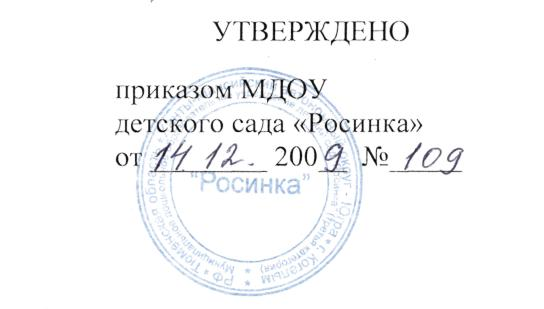 УТВЕРЖДЕНО
приказом МДОУ
детского сада «Росинка»
от 14 12. 2009 № 109
"Росинка"